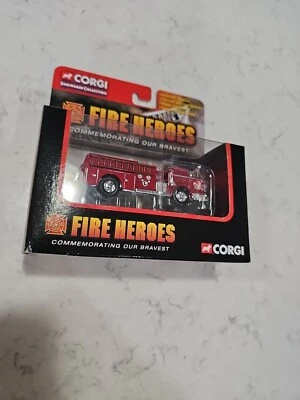 CORGI
SHOWCASE COLLECTION
FIRE HEROES
COMMEMORATING OUR BRAVEST
FIRE HEROES
COMMEMORATING OUR BRAVEST
CORGI